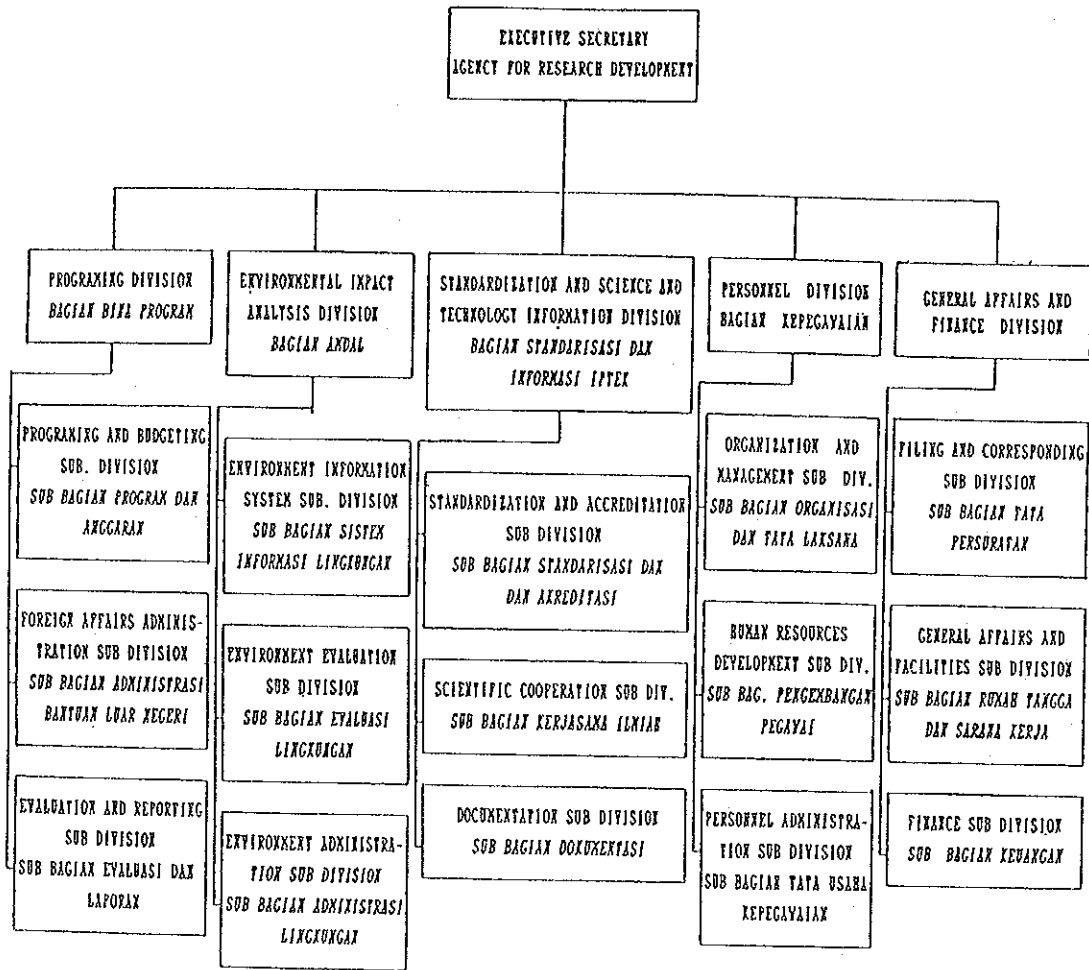 EXECUTIVE SECRETARY
AGENCY FOR RESEARCH DEVELOPMENT
PROGRAMING DIVISION
BAGIAN BINA PROGRAM
ENVIRONMENTAL IMPACT
ANALYSIS DIVISION
BAGIAN ANDAL
STANDARDIZATION AND SCIENCE AND
TECHNOLOGY INFORMATION DIVISION
BAGIAN STANDARISASI DAN
INFORMASI IPTEK
PERSONNEL DIVISION
BAGIAN KEPEGAWAIAN
GENERAL AFFAIRS AND
FINANCE DIVISION
PROGRAMING AND BUDGETING
SUB. DIVISION
SUB BAGIAN PROGRAM DAN
ANGGARAN
FOREIGN AFFAIRS ADMINIS-
TRATION SUB DIVISION
SUB BAGIAN ADMINISTRASI
BANTUAN LUAR NEGERI
EVALUATION AND REPORTING
SUB DIVISION
SUB BAGIAN EVALUASI DAN
LAPORAN
ENVIRONMENT INFORMATION
SYSTEM SUB. DIVISION
SUB BAGIAN SISTEM
INFORMASI LINGKUNGAN
ENVIRONMENT EVALUATION
SUB DIVISION
SUB BAGIAN EVALUASI
LINGKUNGAN
ENVIRONMENT ADMINISTRA-
TION SUB DIVISION
SUB BAGIAN ADMINISTRASI
LINGKUNGAN
STANDARDIZATION AND ACCREDITATION
SUB DIVISION
SUB BAGIAN STANDARISASI DAN
DAN AKREDITASI
SCIENTIFIC COOPERATION SUB DIV.
SUB BAGIAN KERJASAMA ILMIAH
DOCUMENTATION SUB DIVISION
SUB BAGIAN DOKUMENTASI
ORGANIZATION AND
MANAGEMENT SUB DIV.
SUB BAGIAN ORGANISASI
DAN TATA LAKSANA
HUMAN RESOURCES
DEVELOPMENT SUB DIV.
SUB BAG. PENGEMBANGAN
PEGAWAI
PERSONNEL ADMINISTRA-
TION SUB DIVISION
SUB BAGIAN TATA USAHA
KEPEGAWAIAN
FILING AND CORRESPONDING
SUB DIVISION
SUB BAGIAN TATA
PERSURATAN
GENERAL AFFAIRS AND
FACILITIES SUB DIVISION
SUB BAGIAN RUMAH TANGGA
DAN SARANA KERJA
FINANCE SUB DIVISION
SUB BAGIAN KEUANGAN